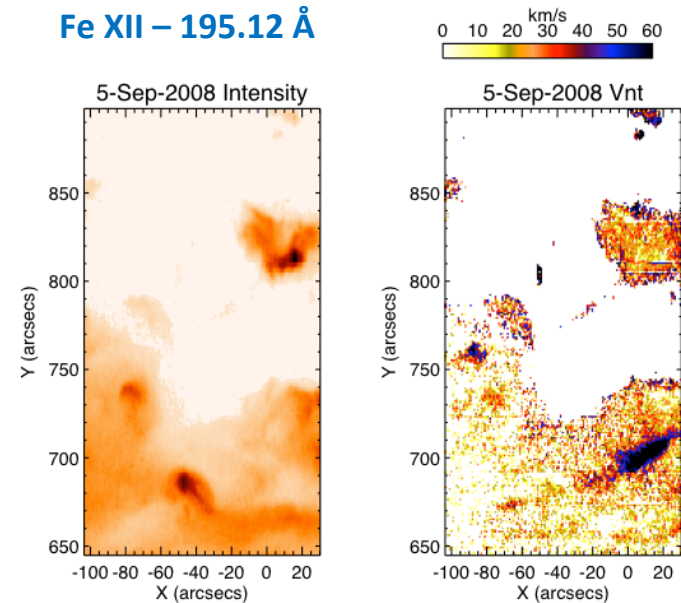 Fe XII – 195.12 Å
km/s
0 10 20 30 40 50 60
5-Sep-2008 Intensity
850
800
750
700
650
Y (arcsecs)
-100 -80 -60 -40 -20 0 20
X (arcsecs)
5-Sep-2008 Vnt
850
800
750
700
650
Y (arcsecs)
-100 -80 -60 -40 -20 0 20
X (arcsecs)